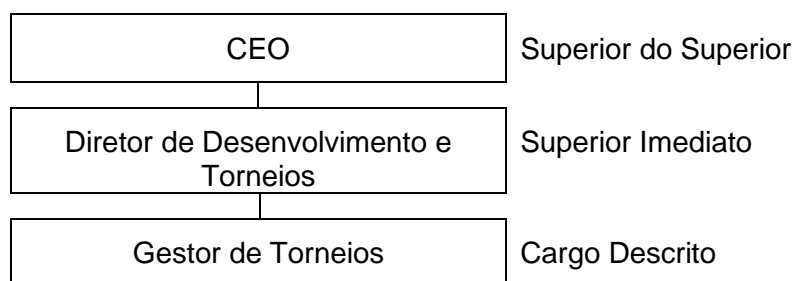 CEO Superior do Superior
Diretor de Desenvolvimento e Superior Imediato
Torneios
Gestor de Torneios Cargo Descrito